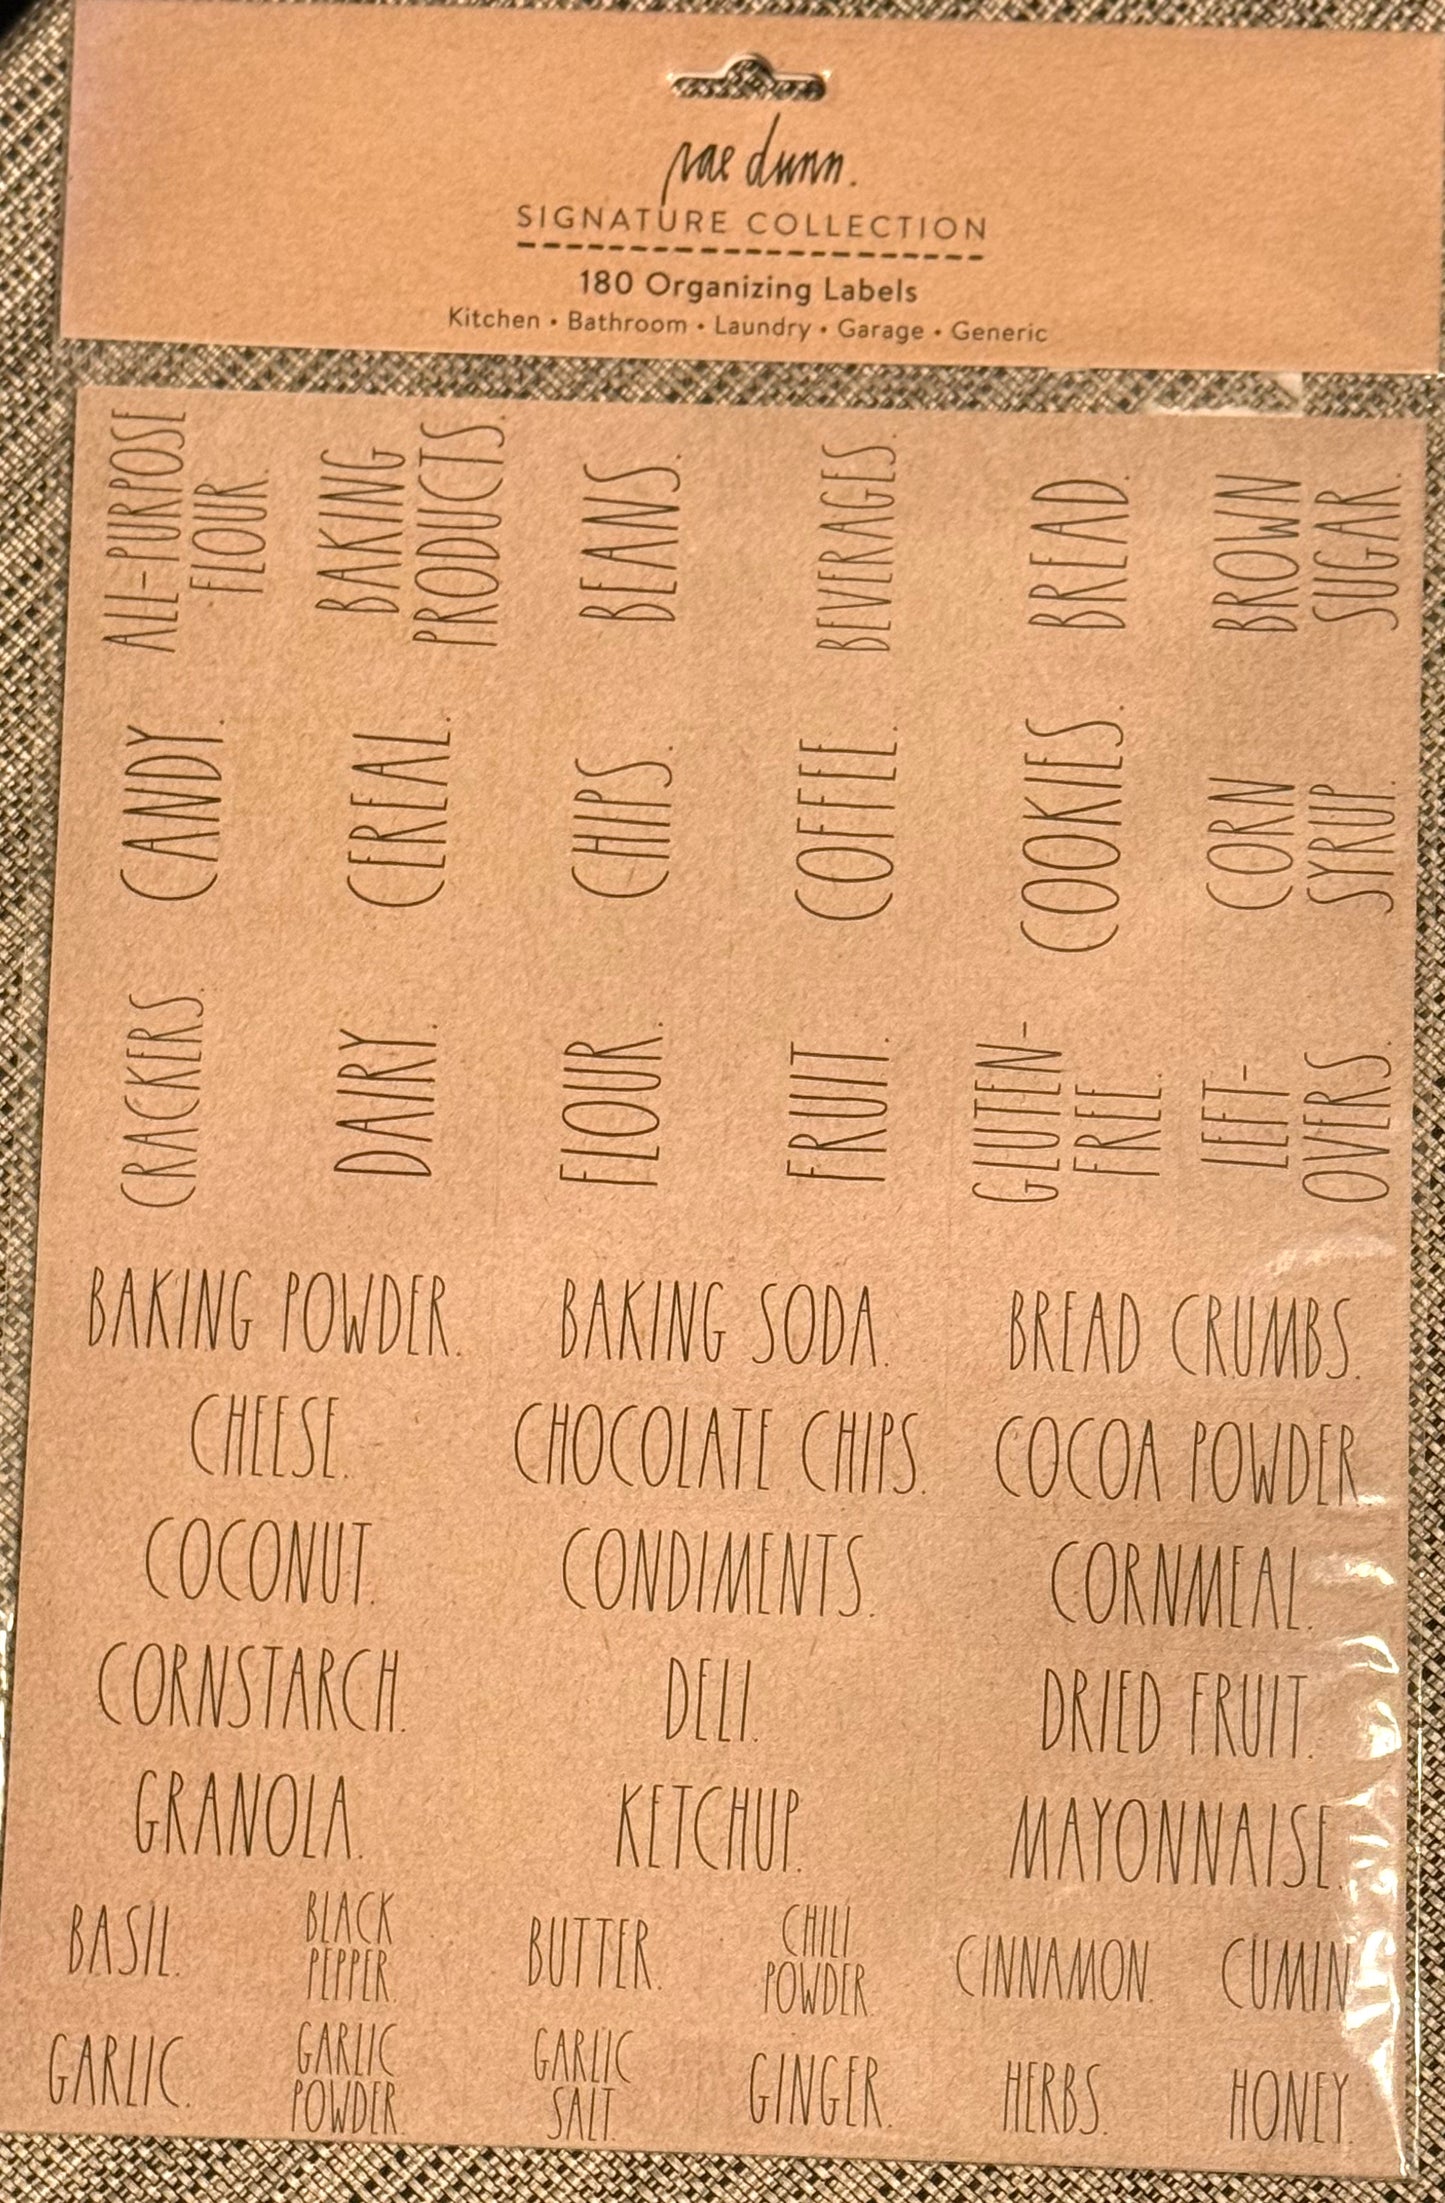 rae dunn.
SIGNATURE COLLECTION
180 Organizing Labels
Kitchen • Bathroom • Laundry • Garage • Generic
ALL-PURPOSE
FLOUR.
BAKING
PRODUCTS.
BEANS.
BEVERAGES.
BREAD.
BROWN
SUGAR.
CANDY.
CEREAL.
CHIPS.
COFFEE.
COOKIES.
CORN
SYRUP.
CRACKERS.
DAIRY.
FLOUR.
FRUIT.
GLUTEN-
FREE.
LEFT-
OVERS.
BAKING POWDER.
BAKING SODA.
BREAD CRUMBS.
CHEESE.
CHOCOLATE CHIPS.
COCOA POWDER.
COCONUT.
CONDIMENTS.
CORNMEAL.
CORNSTARCH.
DELI.
DRIED FRUIT.
GRANOLA.
KETCHUP.
MAYONNAISE.
BASIL.
BLACK
PEPPER.
BUTTER.
CHILI
POWDER.
CINNAMON.
CUMIN
GARLIC.
GARLIC
POWDER.
GARLIC
SALT.
GINGER.
HERBS.
HONEY.